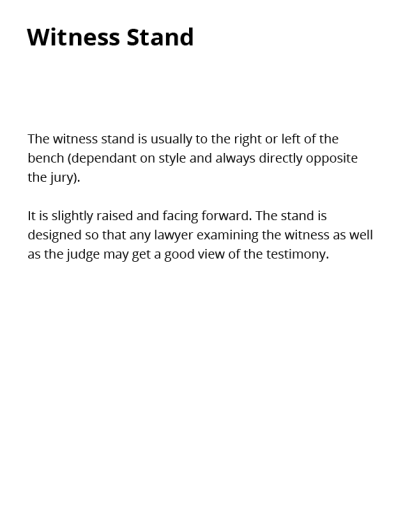 Witness Stand
The witness stand is usually to the right or left of the
bench (dependant on style and always directly opposite
the jury).
It is slightly raised and facing forward. The stand is
designed so that any lawyer examining the witness as well
as the judge may get a good view of the testimony.